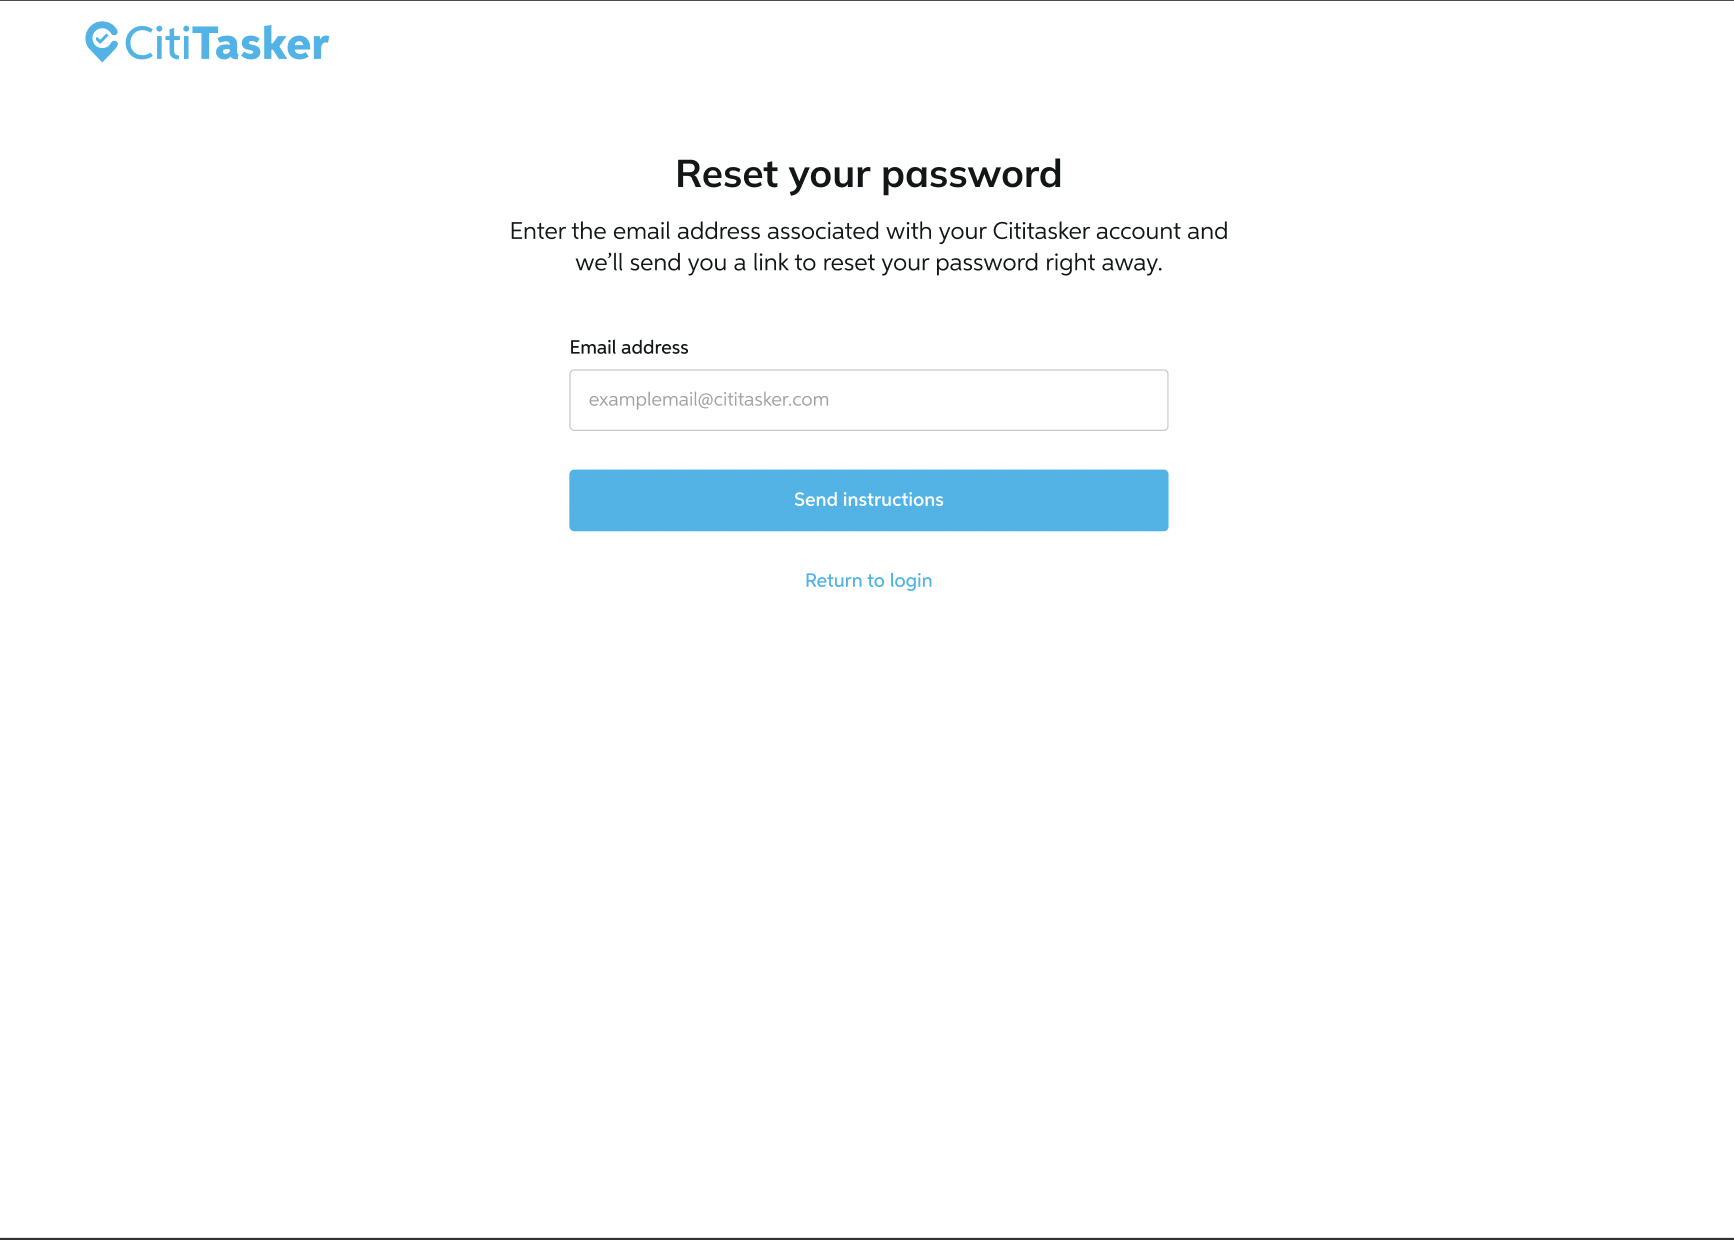 CitiTasker
Reset your password
Enter the email address associated with your Cititasker account and
we’ll send you a link to reset your password right away.
Email address
examplemail@cititasker.com
Send instructions
Return to login